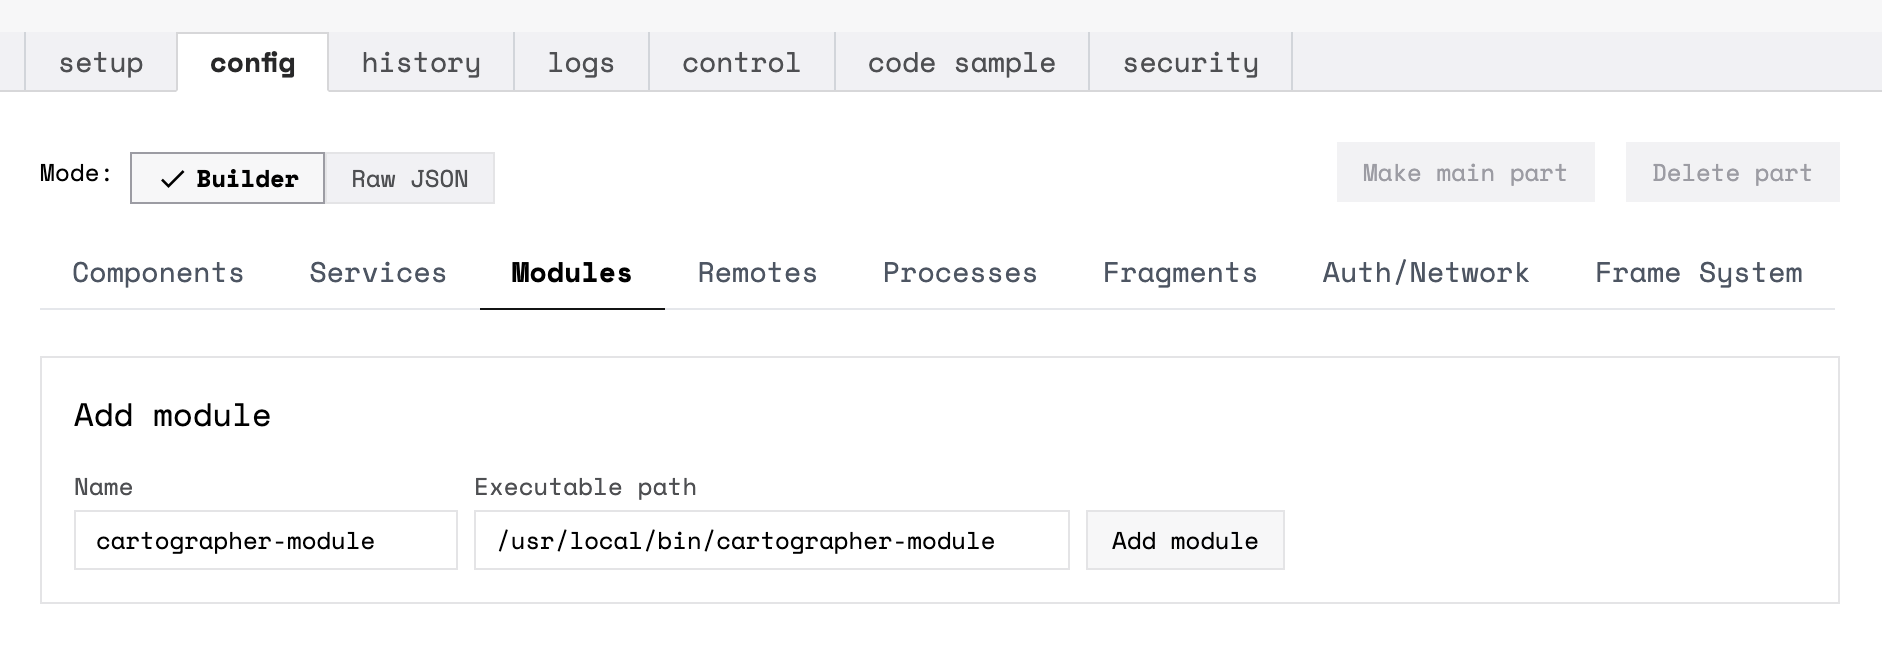 setup config history logs control code sample security
Mode: Builder Raw JSON Make main part Delete part
Components Services Modules Remotes Processes Fragments Auth/Network Frame System
Add module
Name Executable path
cartographer-module /usr/local/bin/cartographer-module Add module